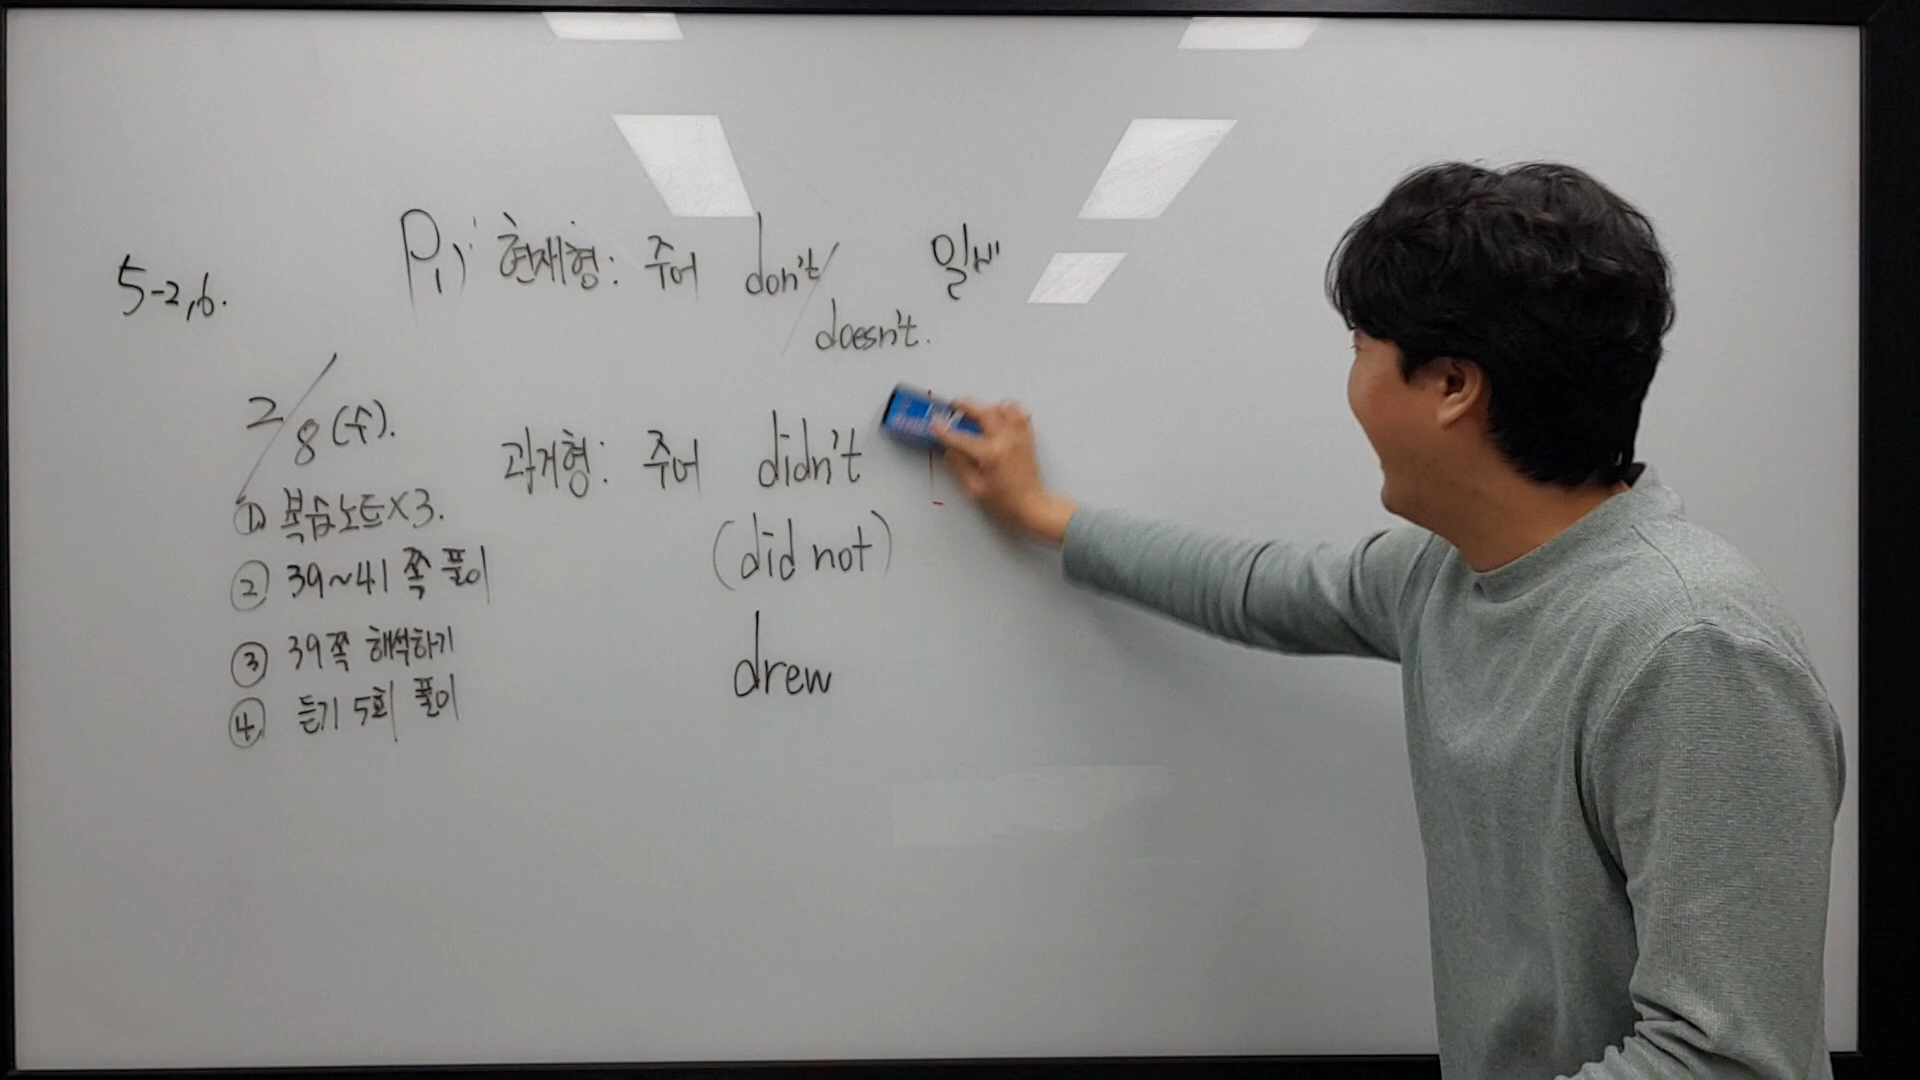 5-2,6.
P1) 현재형: 주어 don't/ 일반
doesn't.
2/8(수).
과거형: 주어 didn't
(did not)
drew
① 복습노트×3.
② 39~41쪽 풀이
③ 39쪽 해석하기
④ 듣기 5회 풀이